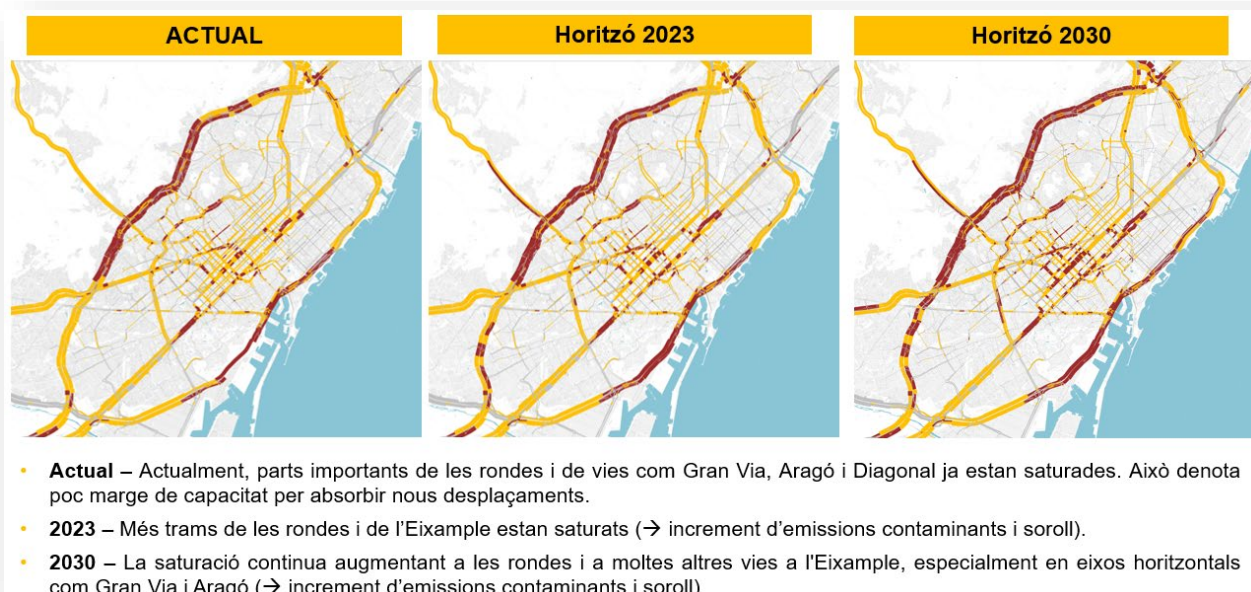 ACTUAL
Horitzó 2023
Horitzó 2030
• Actual – Actualment, parts importants de les rondes i de vies com Gran Via, Aragó i Diagonal ja estan saturades. Això denota
poc marge de capacitat per absorbir nous desplaçaments.
• 2023 – Més trams de les rondes i de l'Eixample estan saturats (→ increment d'emissions contaminants i soroll).
• 2030 – La saturació continua augmentant a les rondes i a moltes altres vies a l'Eixample, especialment en eixos horitzontals
com Gran Via i Aragó (→ increment d'emissions contaminants i soroll)